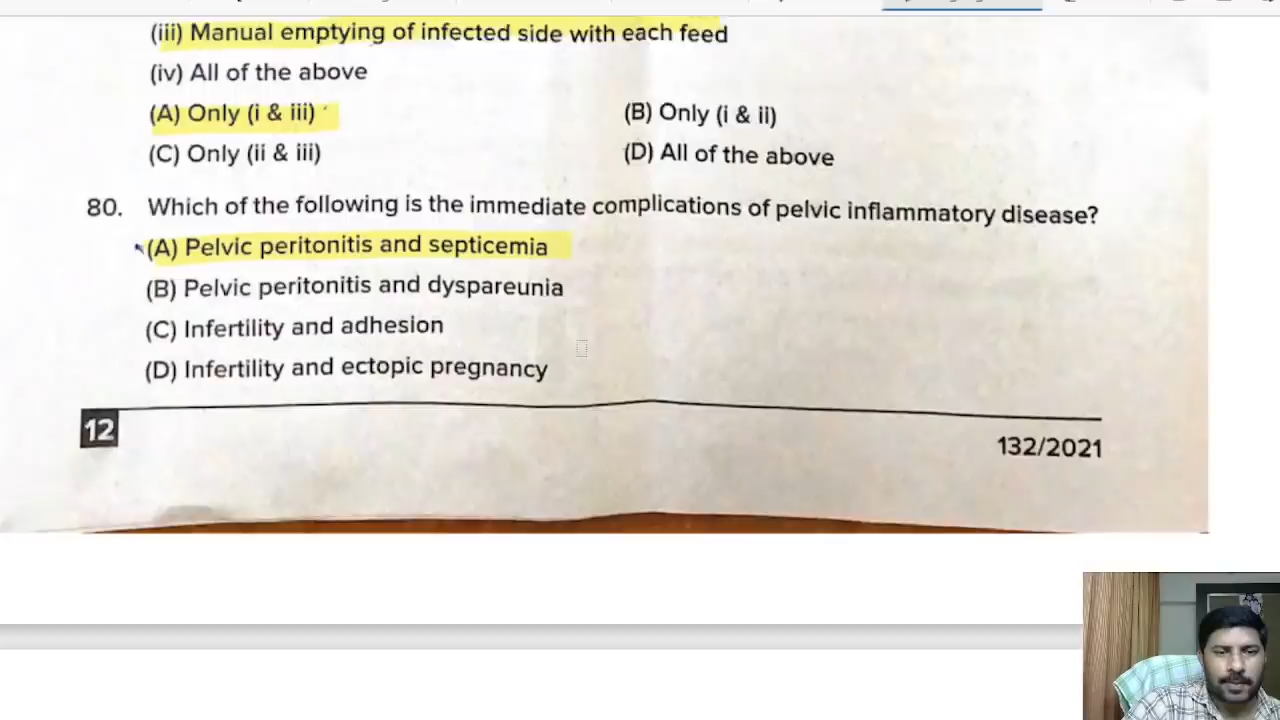 (iii) Manual emptying of infected side with each feed
(iv) All of the above
(A) Only (i & iii) (B) Only (i & ii)
(C) Only (ii & iii) (D) All of the above
80. Which of the following is the immediate complications of pelvic inflammatory disease?
(A) Pelvic peritonitis and septicemia
(B) Pelvic peritonitis and dyspareunia
(C) Infertility and adhesion
(D) Infertility and ectopic pregnancy
12
132/2021